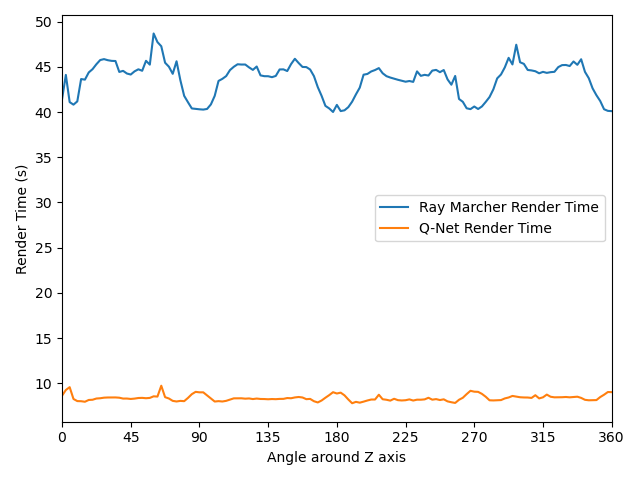 50
45
40
35
30
25
20
15
10
Render Time (s)
Ray Marcher Render Time
Q-Net Render Time
0 45 90 135 180 225 270 315 360
Angle around Z axis